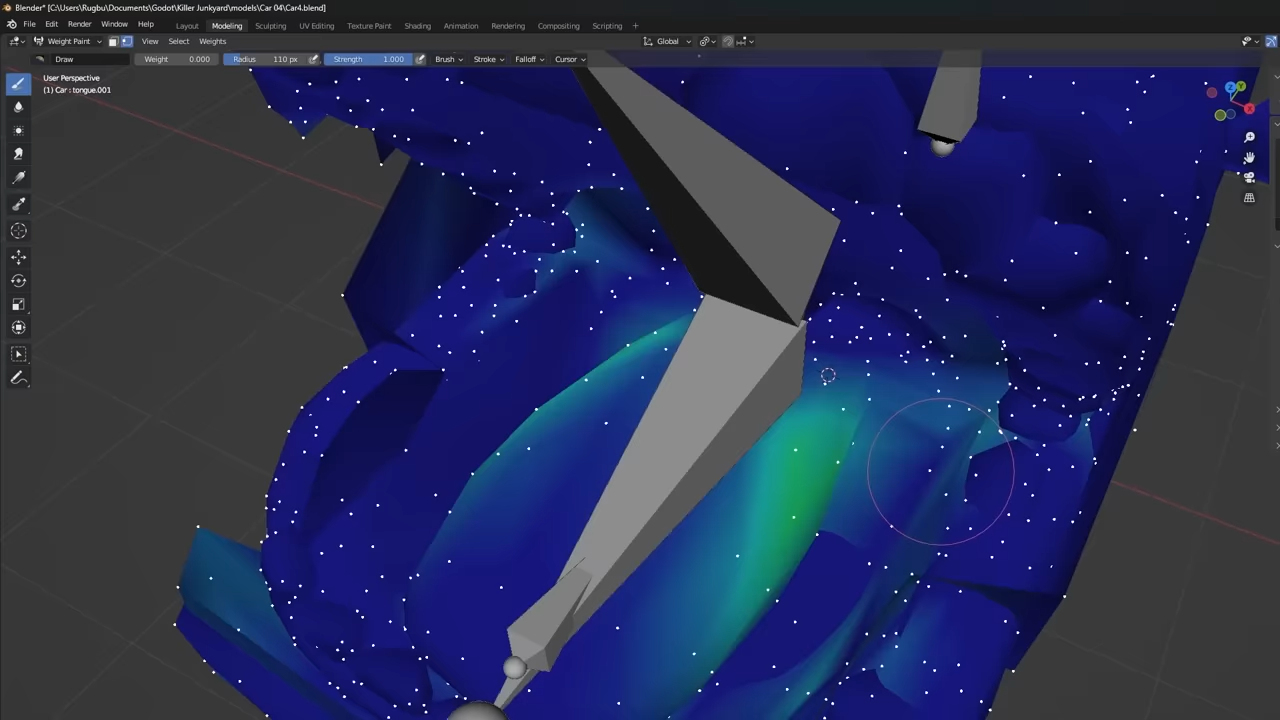 Blender* [C:\Users\Rugbu\Documents\Godot\Killer Junkyard\models\Car 04\Car4.blend]
File Edit Render Window Help Layout Modeling Sculpting UV Editing Texture Paint Shading Animation Rendering Compositing Scripting +
Weight Paint View Select Weights Global
Draw Weight 0.000 Radius 110 px Strength 1.000 Brush Stroke Falloff Cursor
User Perspective
(1) Car : tongue.001
Z Y
X